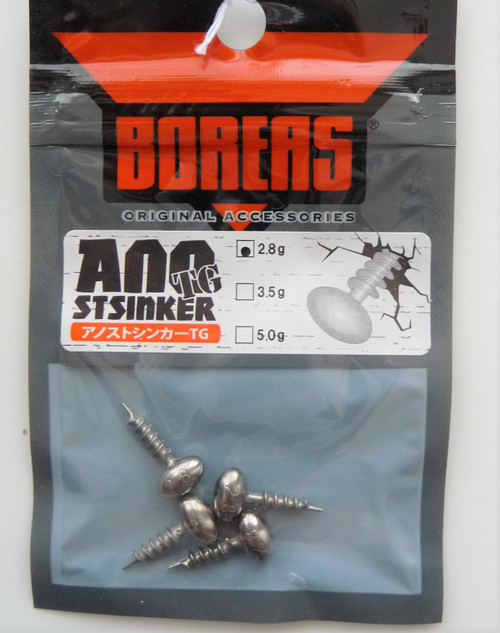 BOREAS®
ORIGINAL ACCESSORIES
ANO TG
STSINKER
アノストシンカーTG
2.8g
3.5g
5.0g